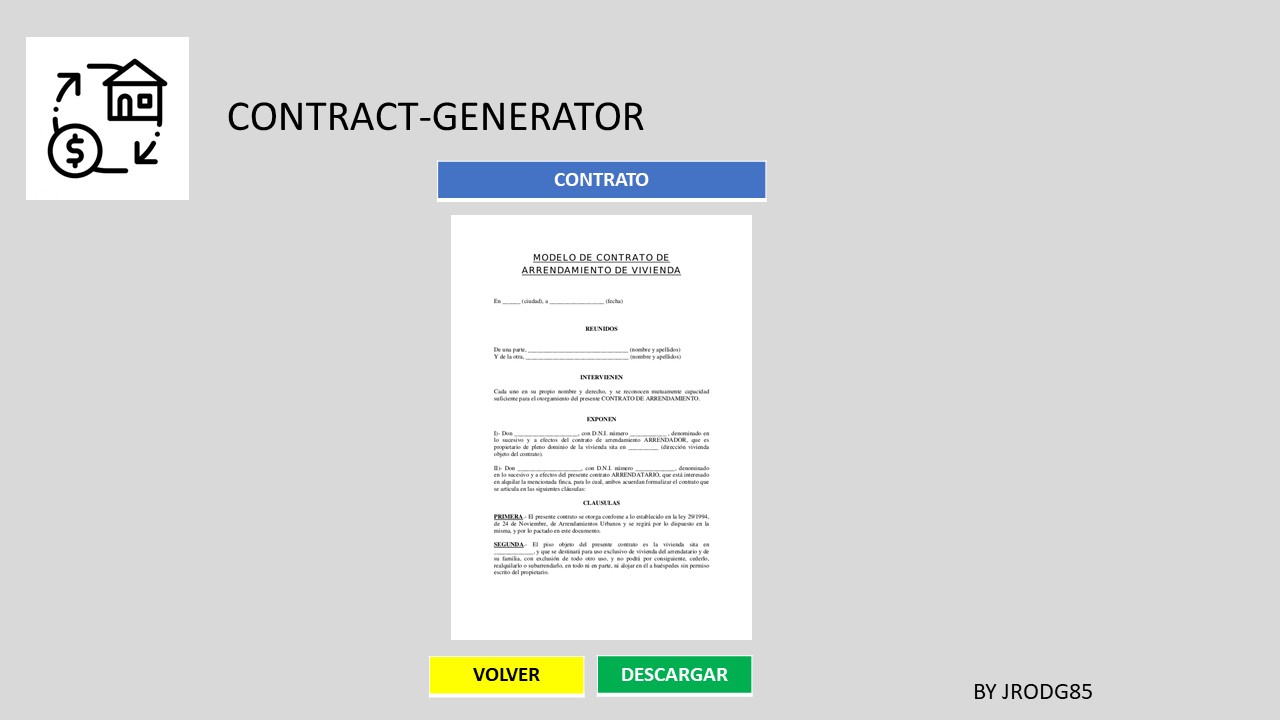 $
CONTRACT-GENERATOR
CONTRATO
MODELO DE CONTRATO DE
ARRENDAMIENTO DE VIVIENDA
En ______ (ciudad), a __________________ (fecha)
REUNIDOS
De una parte, _________________________________ (nombre y apellidos)
Y de la otra, __________________________________ (nombre y apellidos)
INTERVIENEN
Cada uno en su propio nombre y derecho, y se reconocen mutuamente capacidad
suficiente para el otorgamiento del presente CONTRATO DE ARRENDAMIENTO.
EXPONEN
I)- Don _____________________, con D.N.I. número ____________, denominado en
lo sucesivo y a efectos del contrato de arrendamiento ARRENDADOR, que es
propietario de pleno dominio de la vivienda sita en __________ (dirección vivienda
objeto del contrato).
II)- Don _____________________, con D.N.I. número _____________, denominado
en lo sucesivo y a efectos del presente contrato ARRENDATARIO, que está interesado
en alquilar la mencionada finca, para lo cual, ambos acuerdan formalizar el contrato que
se articula en las siguientes cláusulas:
CLAUSULAS
PRIMERA.- El presente contrato se otorga conforme a lo establecido en la ley 29/1994,
de 24 de Noviembre, de Arrendamientos Urbanos y se regirá por lo dispuesto en la
misma, y por lo pactado en este documento.
SEGUNDA.- El piso objeto del presente contrato es la vivienda sita en
_____________, y que se destinará para uso exclusivo de vivienda del arrendatario y de
su familia, con exclusión de todo otro uso, y no podrá por consiguiente, cederlo,
realquilarlo o subarrendarlo, en todo ni en parte, ni alojar en él a huéspedes sin permiso
escrito del propietario.
VOLVER
DESCARGAR
BY JRODG85